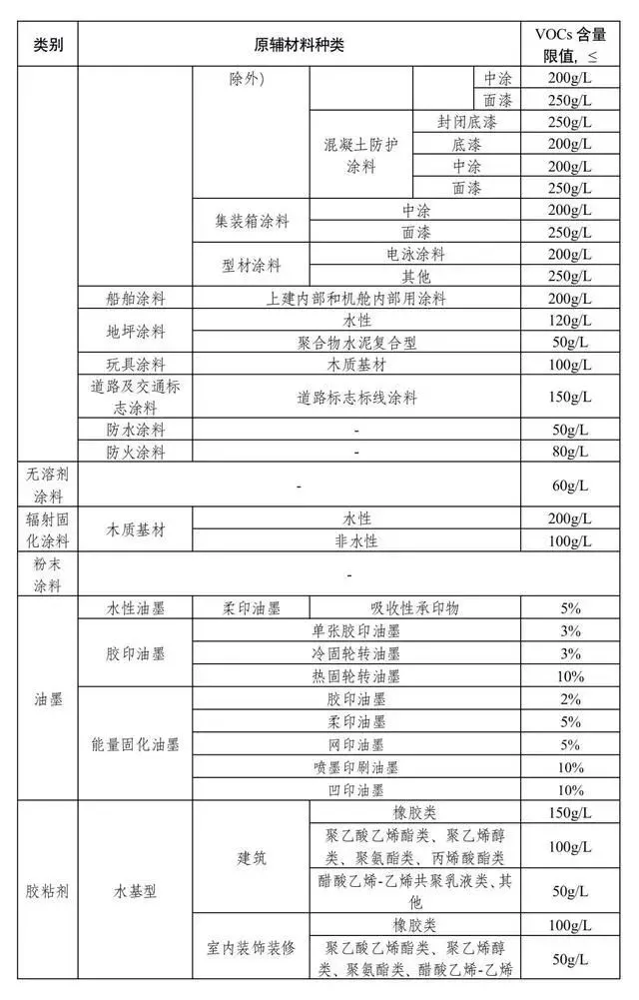 类别 原辅材料种类 VOCs 含量
限值，≤
除外） 中涂 200g/L
面漆 250g/L
混凝土防护
涂料 封闭底漆 250g/L
底漆 200g/L
中涂 200g/L
面漆 250g/L
集装箱涂料 中涂 200g/L
面漆 250g/L
型材涂料 电泳涂料 200g/L
其他 250g/L
船舶涂料 上建内部和机舱内部用涂料 200g/L
地坪涂料 水性 120g/L
聚合物水泥复合型 50g/L
玩具涂料 木质基材 100g/L
道路及交通标
志涂料 道路标志标线涂料 150g/L
防水涂料 - 50g/L
防火涂料 - 80g/L
无溶剂
涂料 - 60g/L
辐射固
化涂料 木质基材 水性 200g/L
非水性 100g/L
粉末
涂料 -
油墨 水性油墨 柔印油墨 吸收性承印物 5%
胶印油墨 单张胶印油墨 3%
冷固轮转油墨 3%
热固轮转油墨 10%
能量固化油墨 胶印油墨 2%
柔印油墨 5%
网印油墨 5%
喷墨印刷油墨 10%
凹印油墨 10%
胶粘剂 水基型 建筑 橡胶类 150g/L
聚乙酸乙烯酯类、聚乙烯醇
类、聚氨酯类、丙烯酸酯类 100g/L
醋酸乙烯-乙烯共聚乳液类、其
他 50g/L
室内装饰装修 橡胶类 100g/L
聚乙酸乙烯酯类、聚乙烯醇
类、聚氨酯类、醋酸乙烯-乙烯 50g/L